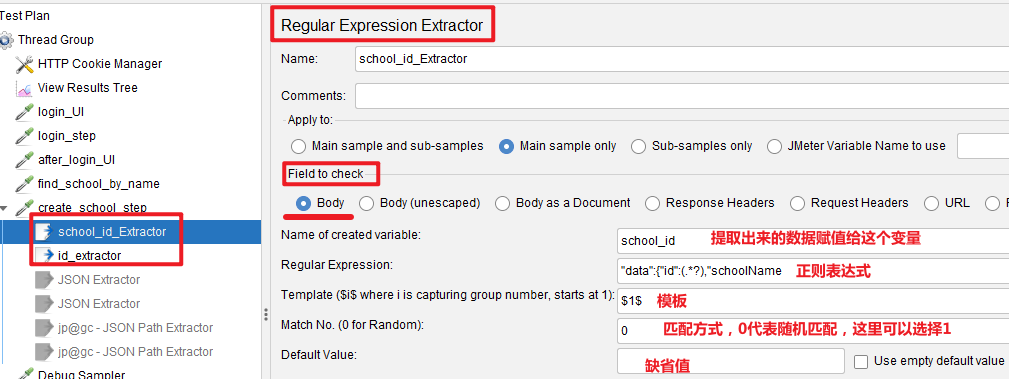 Test Plan
Thread Group
HTTP Cookie Manager
View Results Tree
login_UI
login_step
after_login_UI
find_school_by_name
create_school_step
school_id_Extractor
id_extractor
JSON Extractor
JSON Extractor
jp@gc - JSON Path Extractor
jp@gc - JSON Path Extractor
Debug Sampler
Regular Expression Extractor
Name: school_id_Extractor
Comments:
Apply to:
Main sample and sub-samples Main sample only Sub-samples only JMeter Variable Name to use
Field to check
Body Body (unescaped) Body as a Document Response Headers Request Headers URL
Name of created variable: school_id 提取出来的数据赋值给这个变量
Regular Expression: "data":{"id":(.*?),"schoolName 正则表达式
Template ($i$ where i is capturing group number, starts at 1): $1$ 模板
Match No. (0 for Random): 0 匹配方式，0代表随机匹配，这里可以选择1
Default Value: 缺省值 Use empty default value